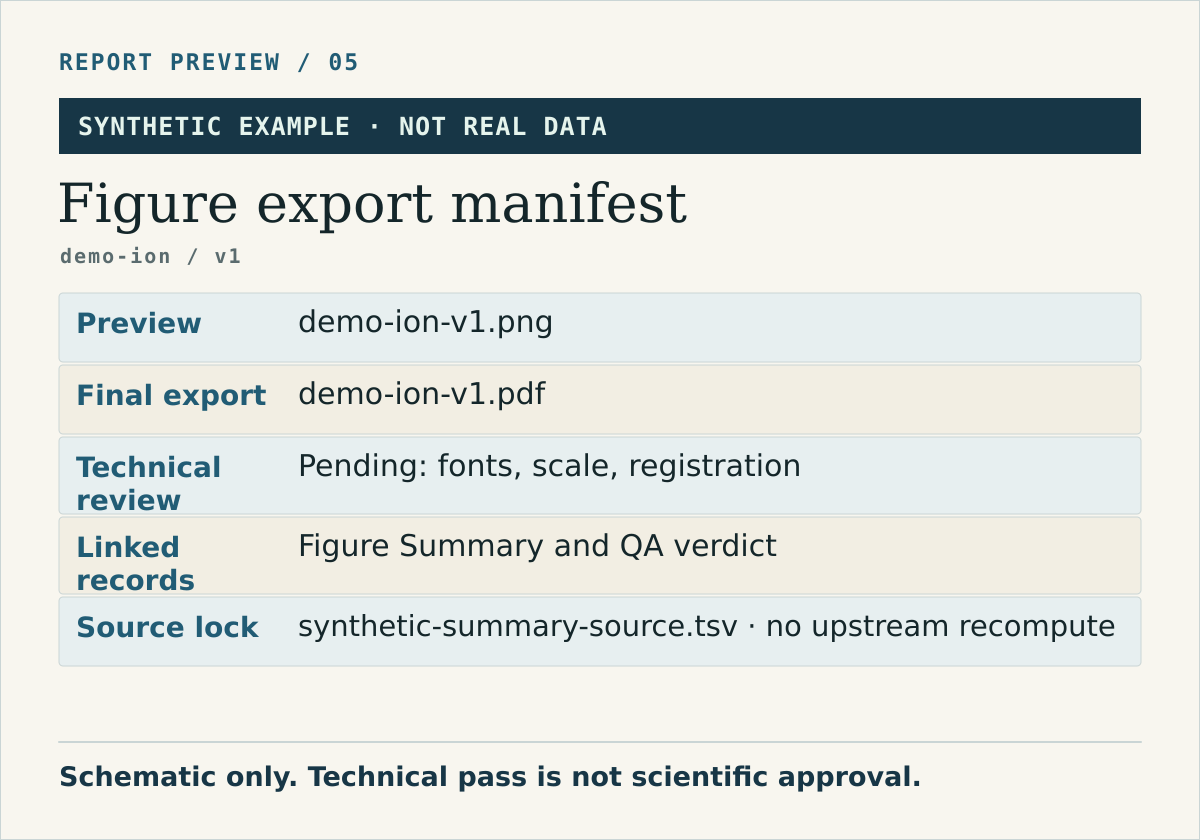 REPORT PREVIEW / 05
SYNTHETIC EXAMPLE · NOT REAL DATA
Figure export manifest
demo-ion / v1
Preview demo-ion-v1.png
Final export demo-ion-v1.pdf
Technical review Pending: fonts, scale, registration
Linked records Figure Summary and QA verdict
Source lock synthetic-summary-source.tsv · no upstream recompute
Schematic only. Technical pass is not scientific approval.